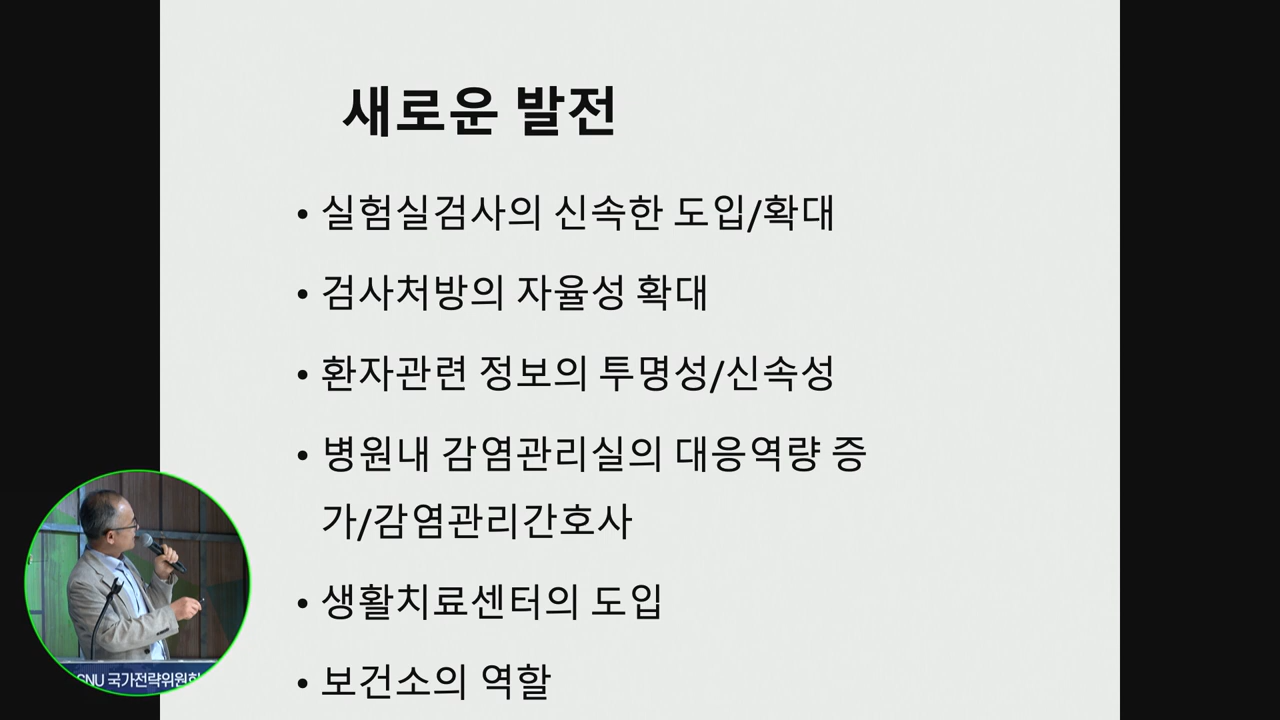 새로운 발전
• 실험실검사의 신속한 도입/확대
• 검사처방의 자율성 확대
• 환자관련 정보의 투명성/신속성
• 병원내 감염관리실의 대응역량 증
가/감염관리간호사
• 생활치료센터의 도입
• 보건소의 역할
SNU 국가전략위원회